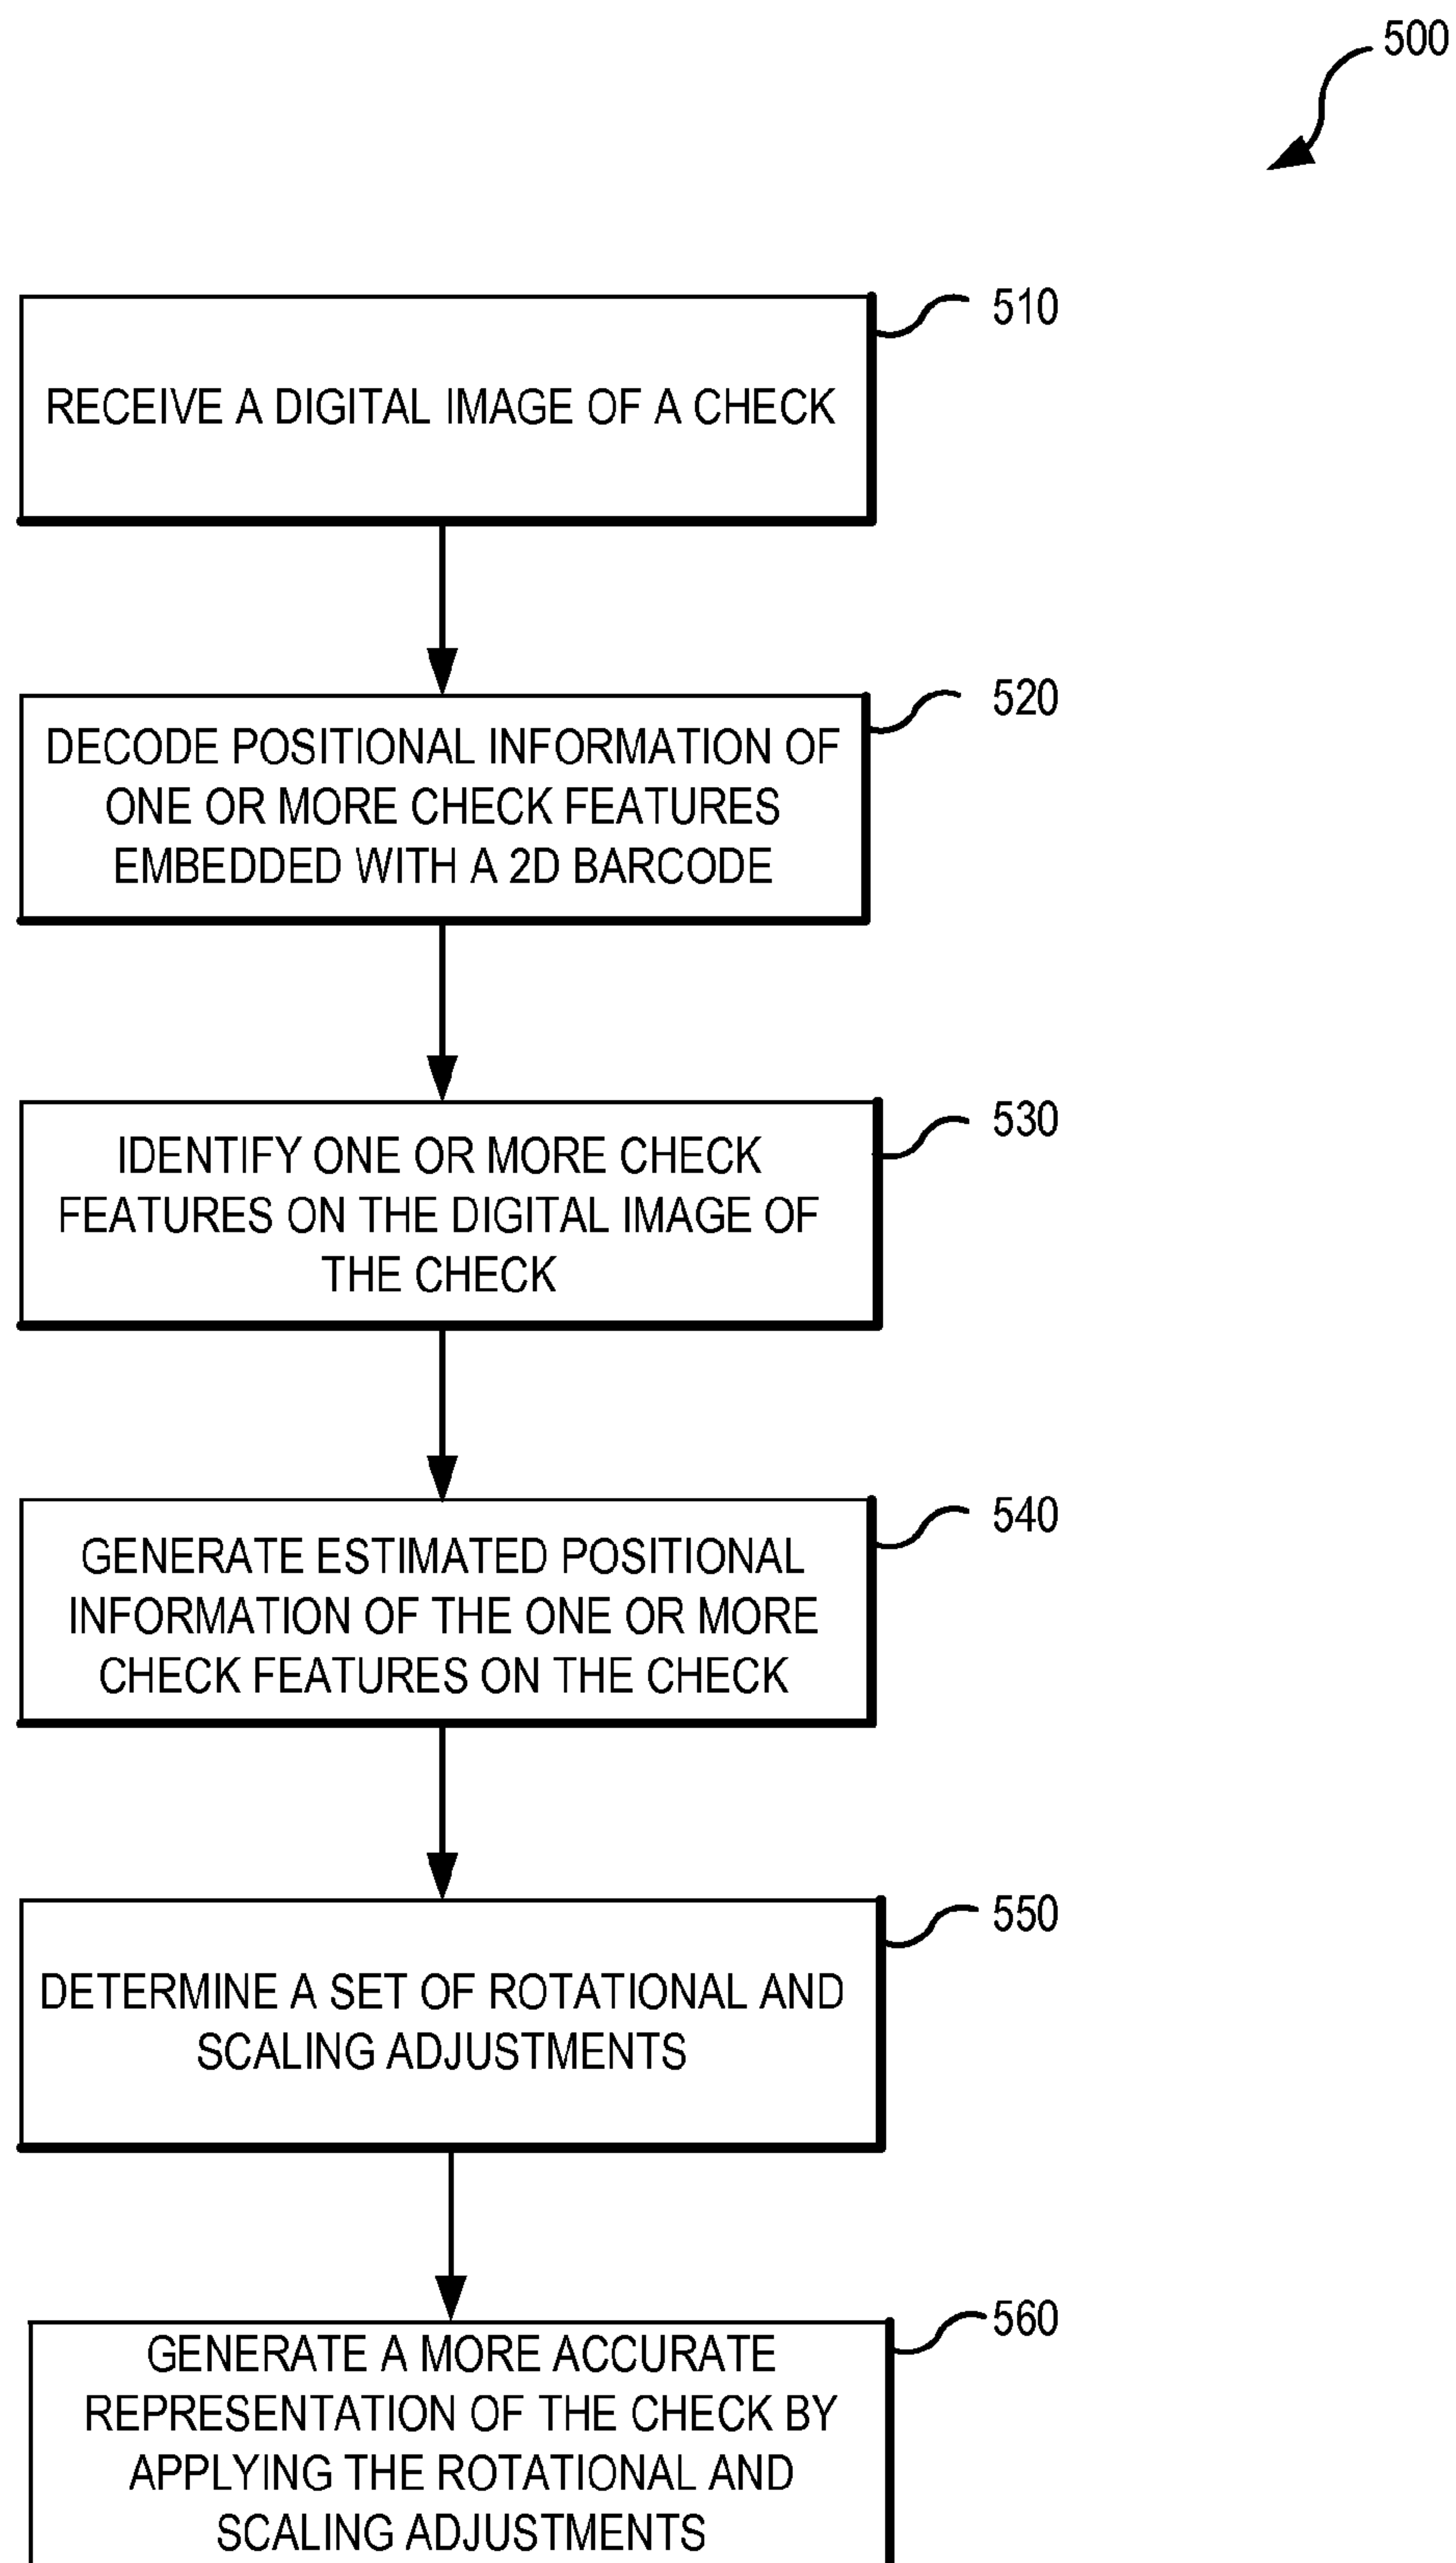 500
510
RECEIVE A DIGITAL IMAGE OF A CHECK
520
DECODE POSITIONAL INFORMATION OF
ONE OR MORE CHECK FEATURES
EMBEDDED WITH A 2D BARCODE
530
IDENTIFY ONE OR MORE CHECK
FEATURES ON THE DIGITAL IMAGE OF
THE CHECK
540
GENERATE ESTIMATED POSITIONAL
INFORMATION OF THE ONE OR MORE
CHECK FEATURES ON THE CHECK
550
DETERMINE A SET OF ROTATIONAL AND
SCALING ADJUSTMENTS
560
GENERATE A MORE ACCURATE
REPRESENTATION OF THE CHECK BY
APPLYING THE ROTATIONAL AND
SCALING ADJUSTMENTS